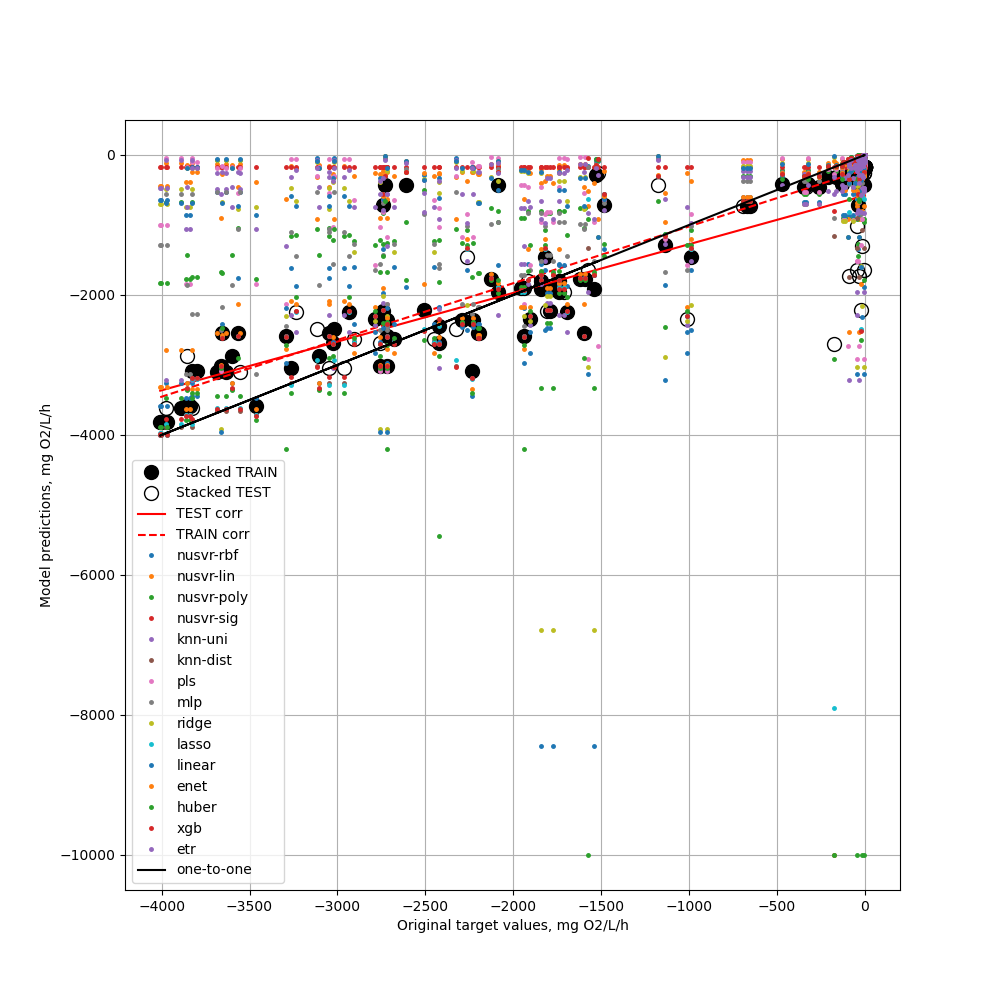 0
−2000
−4000
−6000
−8000
−10000
Model predictions, mg O2/L/h
Stacked TRAIN
Stacked TEST
TEST corr
TRAIN corr
nusvr-rbf
nusvr-lin
nusvr-poly
nusvr-sig
knn-uni
knn-dist
pls
mlp
ridge
lasso
linear
enet
huber
xgb
etr
one-to-one
−4000 −3500 −3000 −2500 −2000 −1500 −1000 −500 0
Original target values, mg O2/L/h